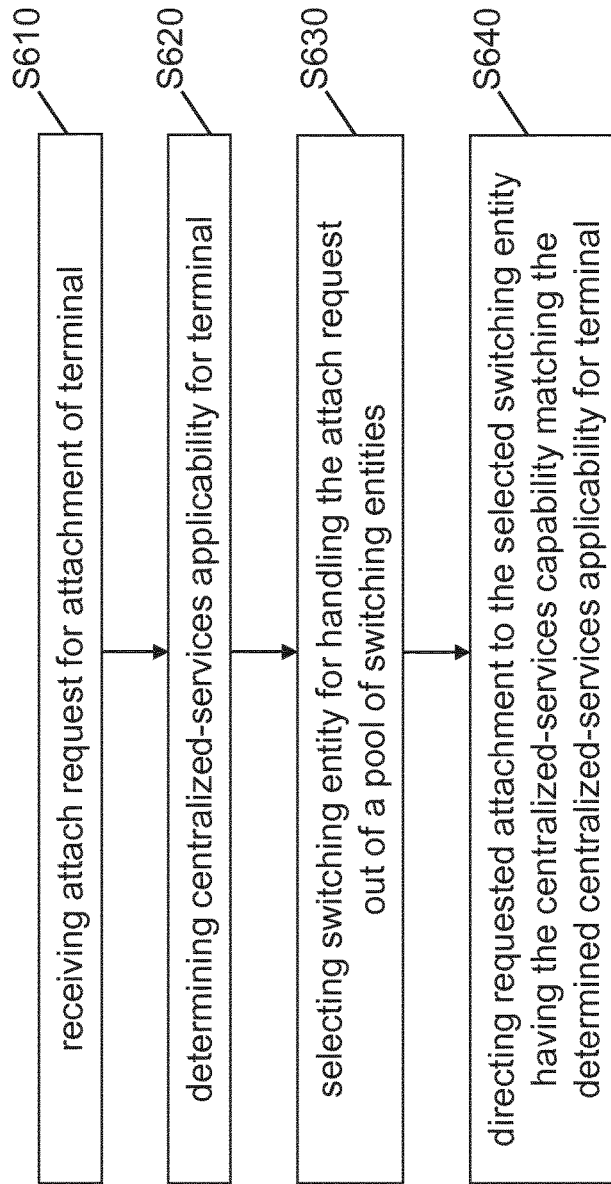 S610
receiving attach request for attachment of terminal
S620
determining centralized-services applicability for terminal
S630
selecting switching entity for handling the attach request
out of a pool of switching entities
S640
directing requested attachment to the selected switching entity
having the centralized-services capability matching the
determined centralized-services applicability for terminal